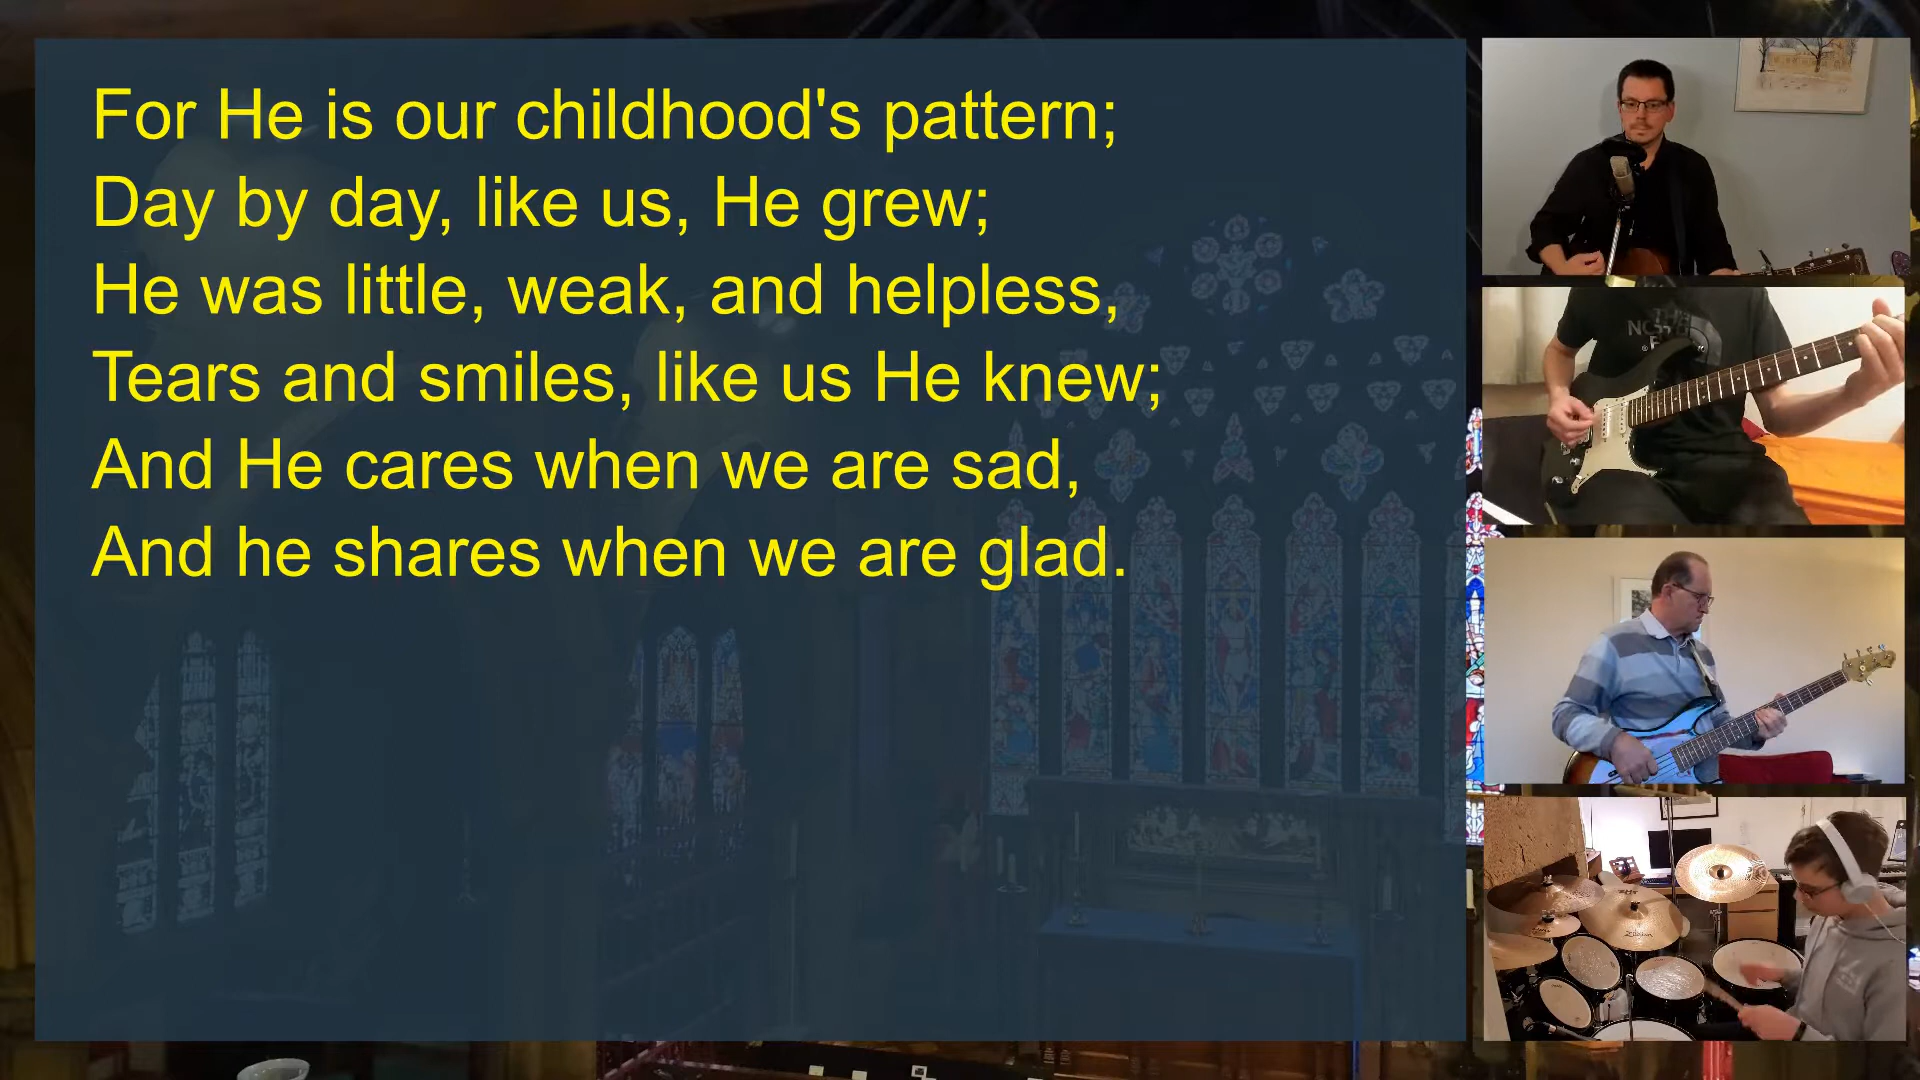 For He is our childhood's pattern;
Day by day, like us, He grew;
He was little, weak, and helpless,
Tears and smiles, like us He knew;
And He cares when we are sad,
And he shares when we are glad.
THE
NORTH